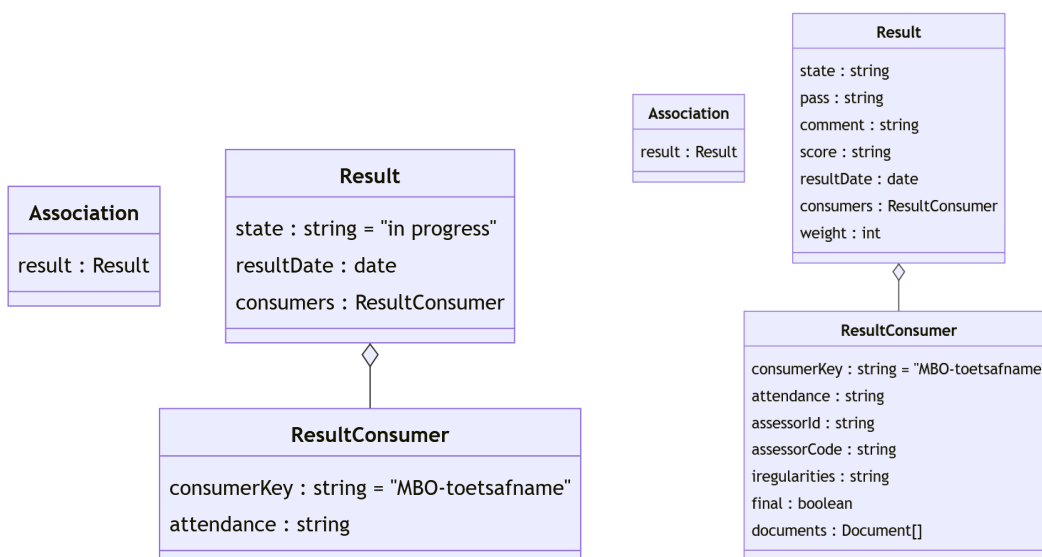 Association
result : Result
Result
state : string = "in progress"
resultDate : date
consumers : ResultConsumer
ResultConsumer
consumerKey : string = "MBO-toetsafname"
attendance : string
Association
result : Result
Result
state : string
pass : string
comment : string
score : string
resultDate : date
consumers : ResultConsumer
weight : int
ResultConsumer
consumerKey : string = "MBO-toetsafname"
attendance : string
assessorId : string
assessorCode : string
iregularities : string
final : boolean
documents : Document[]